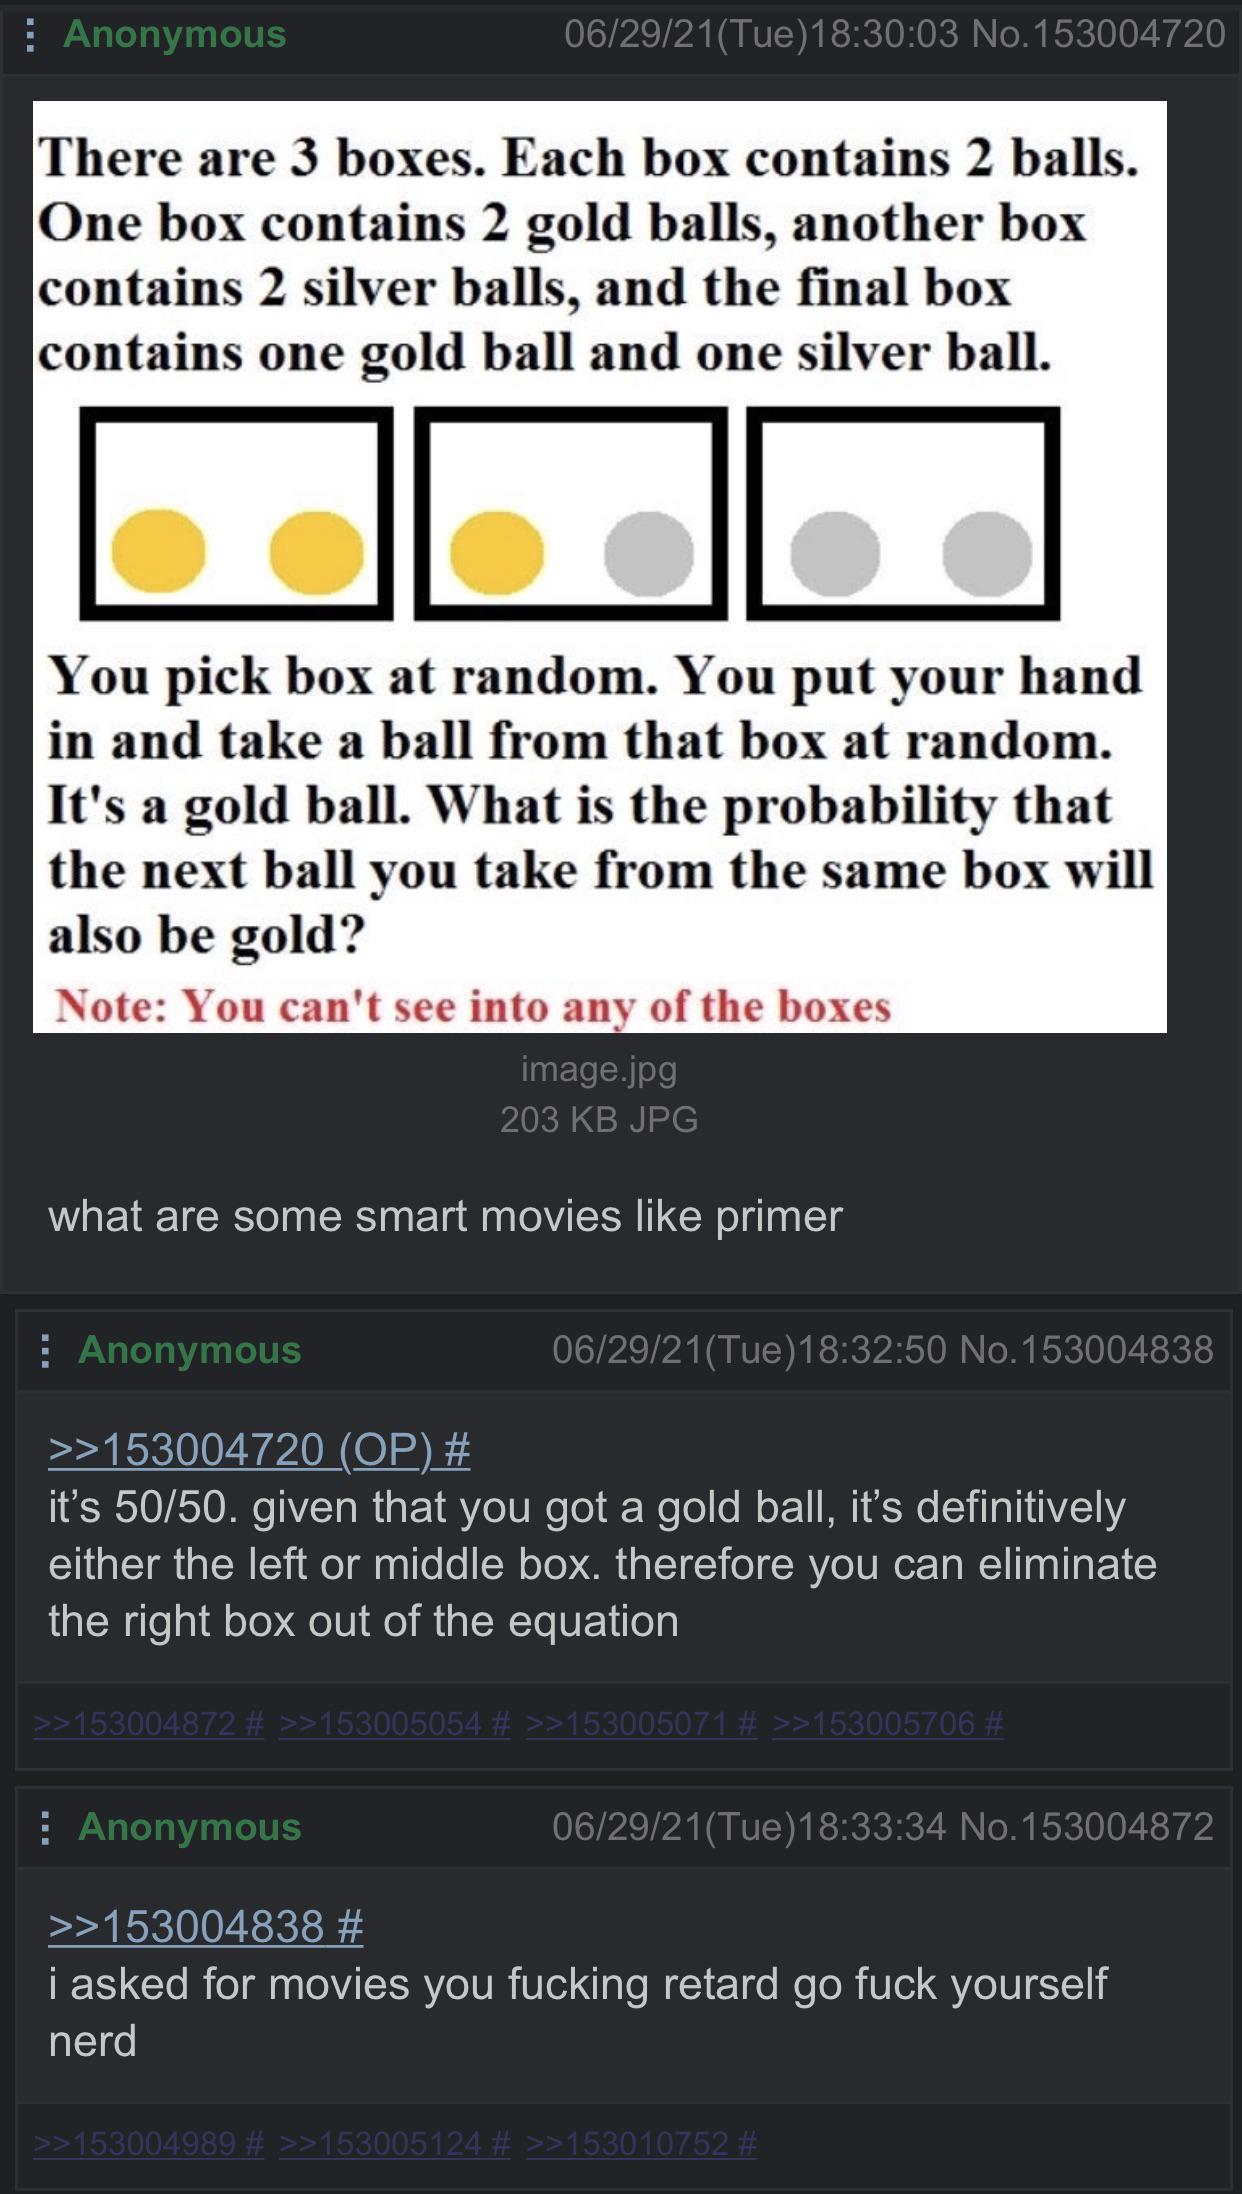 Anonymous 06/29/21(Tue)18:30:03 No.153004720
There are 3 boxes. Each box contains 2 balls.
One box contains 2 gold balls, another box
contains 2 silver balls, and the final box
contains one gold ball and one silver ball.
You pick box at random. You put your hand
in and take a ball from that box at random.
It's a gold ball. What is the probability that
the next ball you take from the same box will
also be gold?
Note: You can't see into any of the boxes
image.jpg
203 KB JPG
what are some smart movies like primer
Anonymous 06/29/21(Tue)18:32:50 No.153004838
>>153004720 (OP) #
it’s 50/50. given that you got a gold ball, it’s definitively
either the left or middle box. therefore you can eliminate
the right box out of the equation
>>153004872 # >>153005054 # >>153005071 # >>153005706 #
Anonymous 06/29/21(Tue)18:33:34 No.153004872
>>153004838 #
i asked for movies you fucking retard go fuck yourself
nerd
>>153004989 # >>153005124 # >>153010752 #